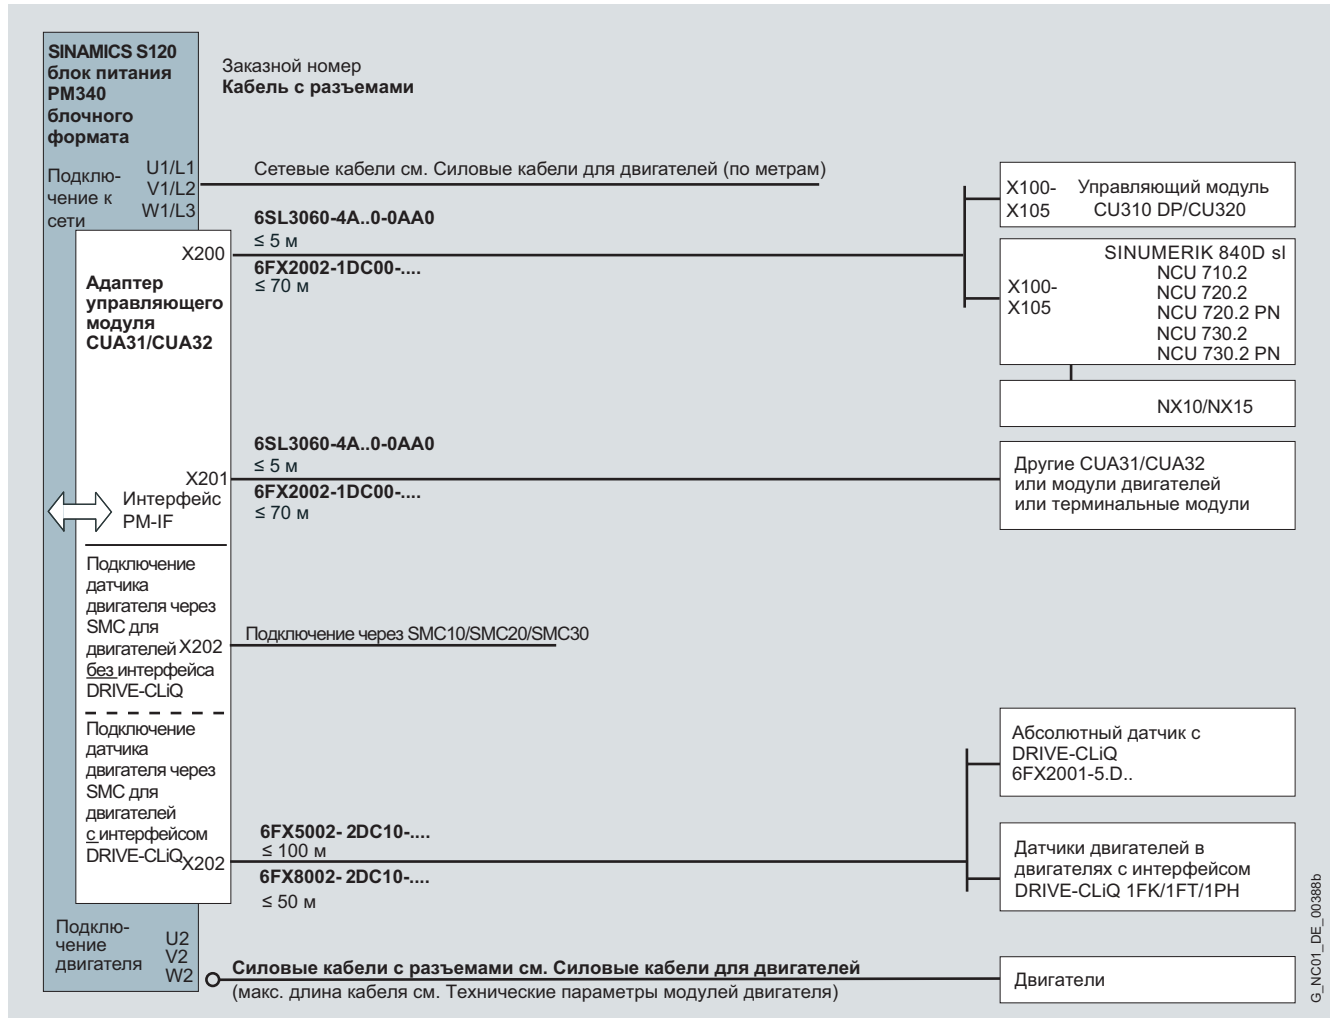 SINAMICS S120
блок питания
PM340
блочного
формата
Заказной номер
Кабель с разъемами
Подклю-
чение к
сети
U1/L1
V1/L2
W1/L3
Сетевые кабели см. Силовые кабели для двигателей (по метрам)
6SL3060-4A..0-0AA0
≤ 5 м
X200
6FX2002-1DC00-....
≤ 70 м
X100-
X105
Управляющий модуль
CU310 DP/CU320
X100-
X105
SINUMERIK 840D sl
NCU 710.2
NCU 720.2
NCU 720.2 PN
NCU 730.2
NCU 730.2 PN
NX10/NX15
Адаптер
управляющего
модуля
CUA31/CUA32
6SL3060-4A..0-0AA0
≤ 5 м
X201
6FX2002-1DC00-....
≤ 70 м
Другие CUA31/CUA32
или модули двигателей
или терминальные модули
Интерфейс
PM-IF
Подключение
датчика
двигателя через
SMC для
двигателей X202
без интерфейса
DRIVE-CLiQ
Подключение через SMC10/SMC20/SMC30
Подключение
датчика
двигателя через
SMC для
двигателей
с интерфейсом
DRIVE-CLiQ X202
6FX5002- 2DC10-....
≤ 100 м
6FX8002- 2DC10-....
≤ 50 м
Абсолютный датчик с
DRIVE-CLiQ
6FX2001-5.D..
Датчики двигателей в
двигателях с интерфейсом
DRIVE-CLiQ 1FK/1FT/1PH
Подклю-
чение
двигателя
U2
V2
W2
Силовые кабели с разъемами см. Силовые кабели для двигателей
(макс. длина кабеля см. Технические параметры модулей двигателя)
Двигатели
G_NC01_DE_00388b